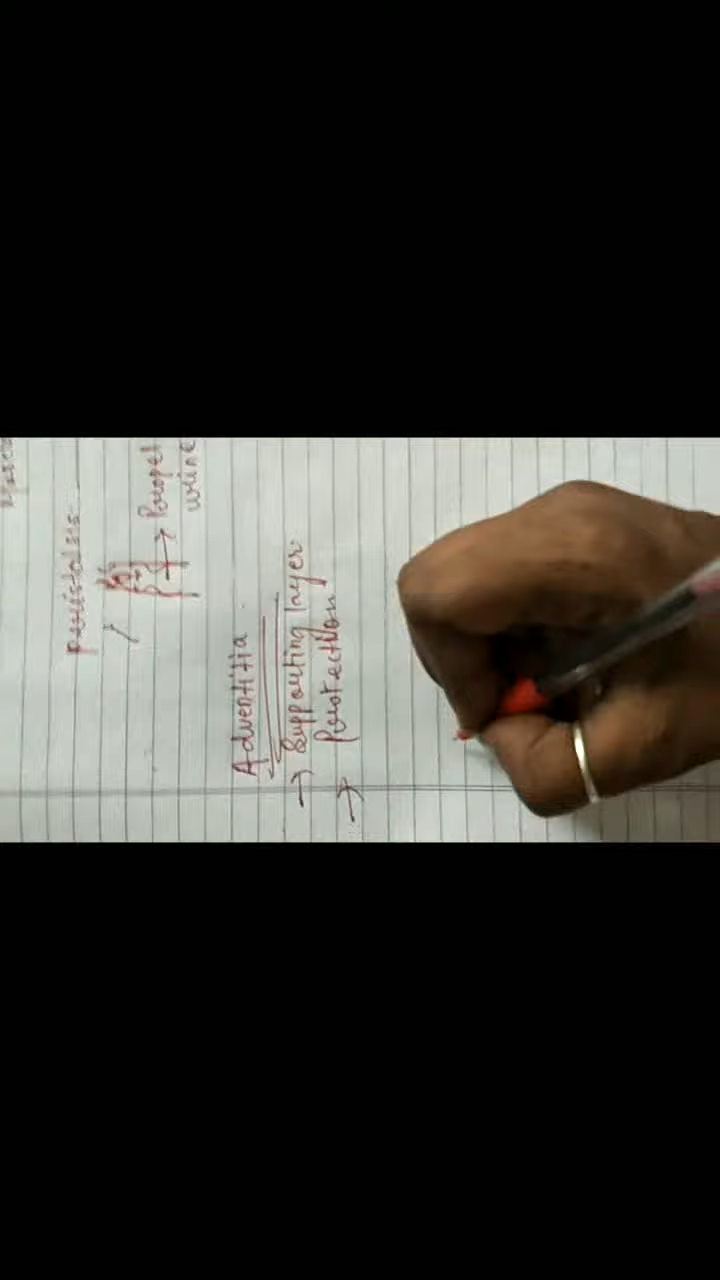 peristalsis
→ Propel
urine
Adventitia
→ Supporting layer
→ Protection